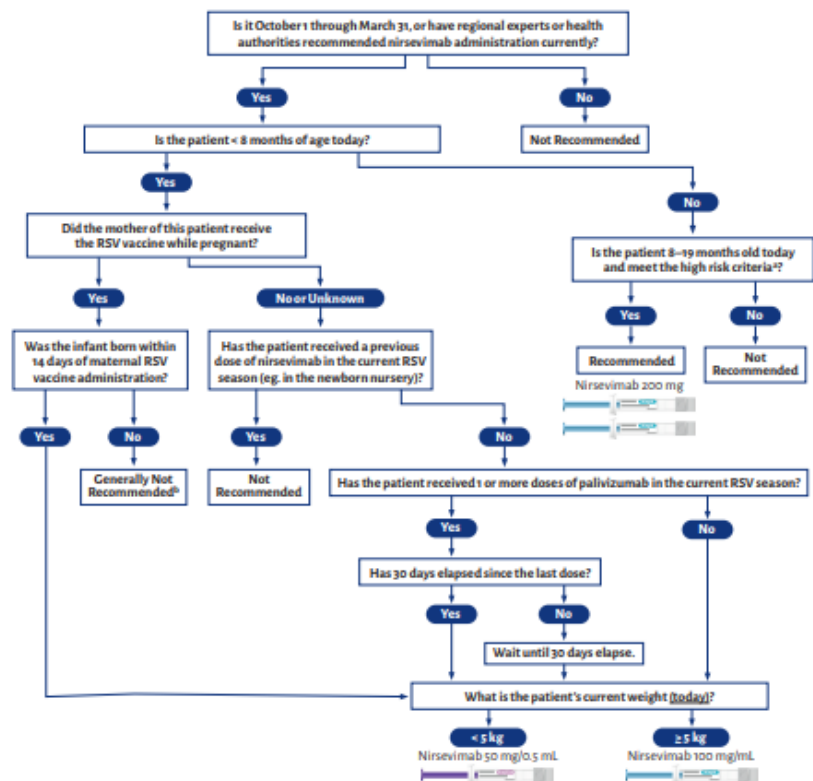 Is it October 1 through March 31, or have regional experts or health
authorities recommended nirsevimab administration currently?
Yes
No
Is the patient < 8 months of age today?
Not Recommended
Yes
No
Did the mother of this patient receive
the RSV vaccine while pregnant?
Is the patient 8–19 months old today
and meet the high risk criteriaᵃ?
Yes
No or Unknown
Yes
No
Was the infant born within
14 days of maternal RSV
vaccine administration?
Has the patient received a previous
dose of nirsevimab in the current RSV
season (eg. in the newborn nursery)?
Recommended
Not
Recommended
Nirsevimab 200 mg
Yes
No
Yes
No
Generally Not
Recommendedᵇ
Not
Recommended
Has the patient received 1 or more doses of palivizumab in the current RSV season?
Yes
No
Has 30 days elapsed since the last dose?
Yes
No
Wait until 30 days elapse.
What is the patient's current weight (today)?
< 5 kg
≥ 5 kg
Nirsevimab 50 mg/0.5 mL
Nirsevimab 100 mg/mL